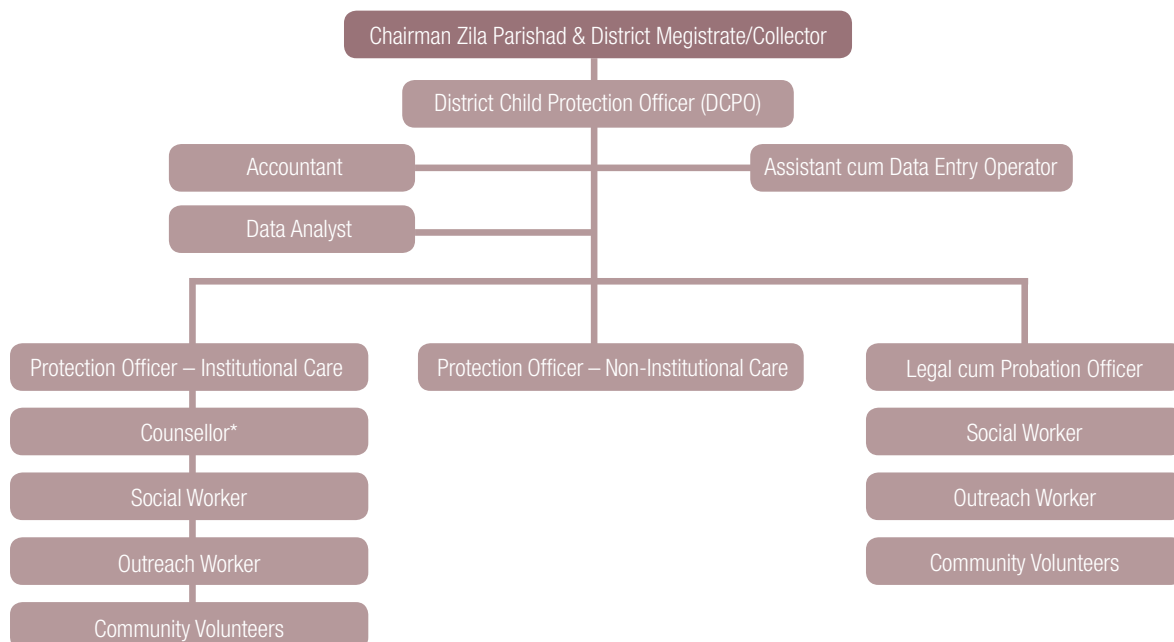 Chairman Zila Parishad & District Megistrate/Collector
District Child Protection Officer (DCPO)
Accountant
Assistant cum Data Entry Operator
Data Analyst
Protection Officer – Institutional Care
Protection Officer – Non-Institutional Care
Legal cum Probation Officer
Counsellor*
Social Worker
Social Worker
Outreach Worker
Outreach Worker
Community Volunteers
Community Volunteers